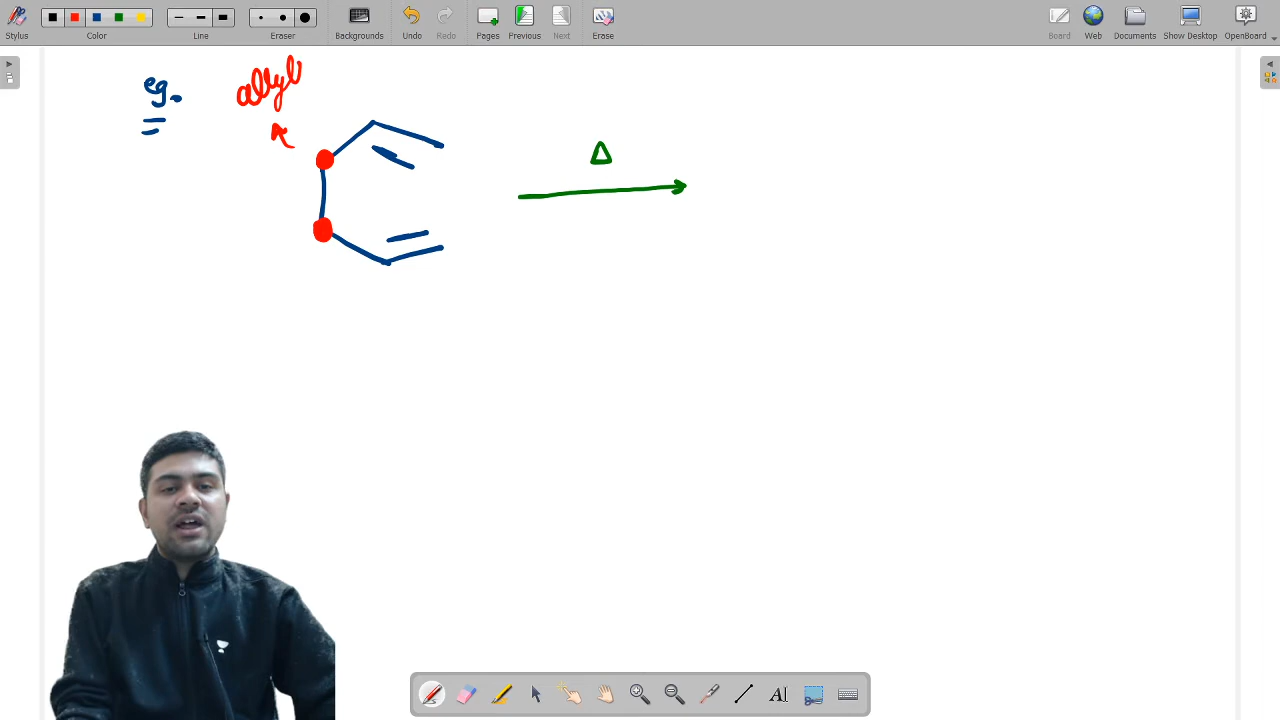 Stylus
Color
Line
Eraser
Backgrounds
Undo
Redo
Pages
Previous
Next
Erase
Board
Web
Documents
Show Desktop
OpenBoard
eg.
allyl
Δ
AI